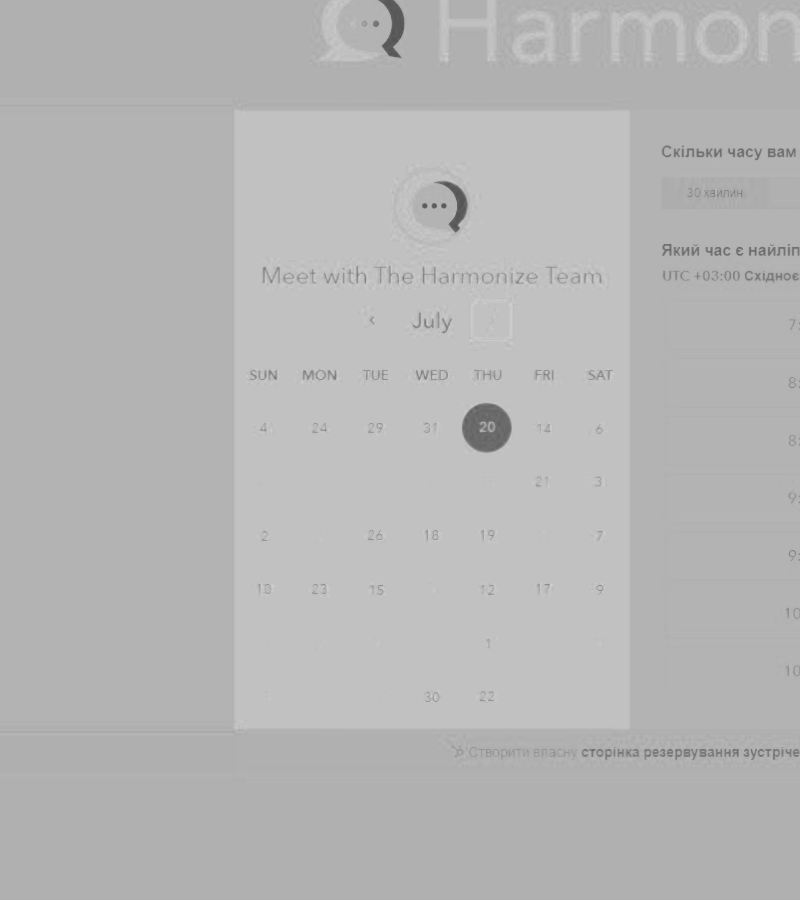 Harmon
Meet with The Harmonize Team
July
SUN MON TUE WED THU FRI SAT
4 24 29 31 20 14 6
21 3
2 26 18 19 7
10 23 15 12 17 9
1
30 22
Скільки часу вам
30 хвилин
Який час є найліп
UTC +03:00 Східноє
7:
8:
8:
9:
9:
10
10
Створити власну сторінка резервування зустріче